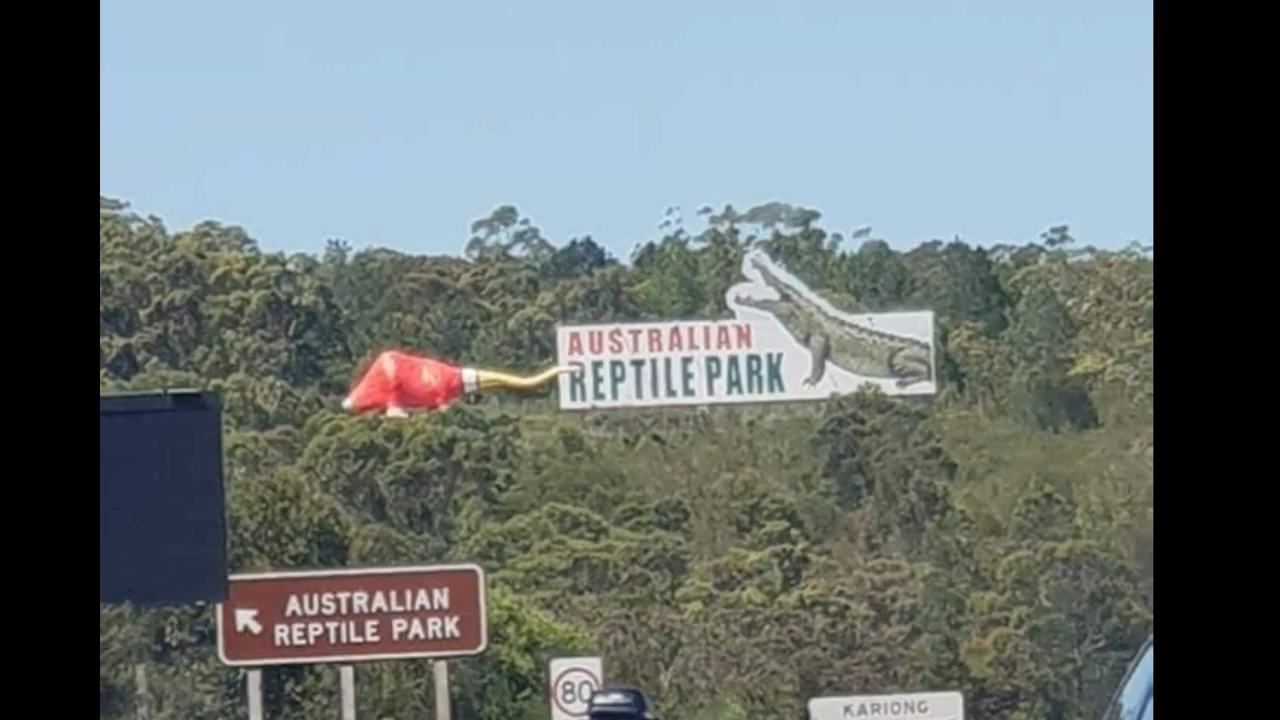 AUSTRALIAN
REPTILE PARK
AUSTRALIAN
REPTILE PARK
80
KARIONG